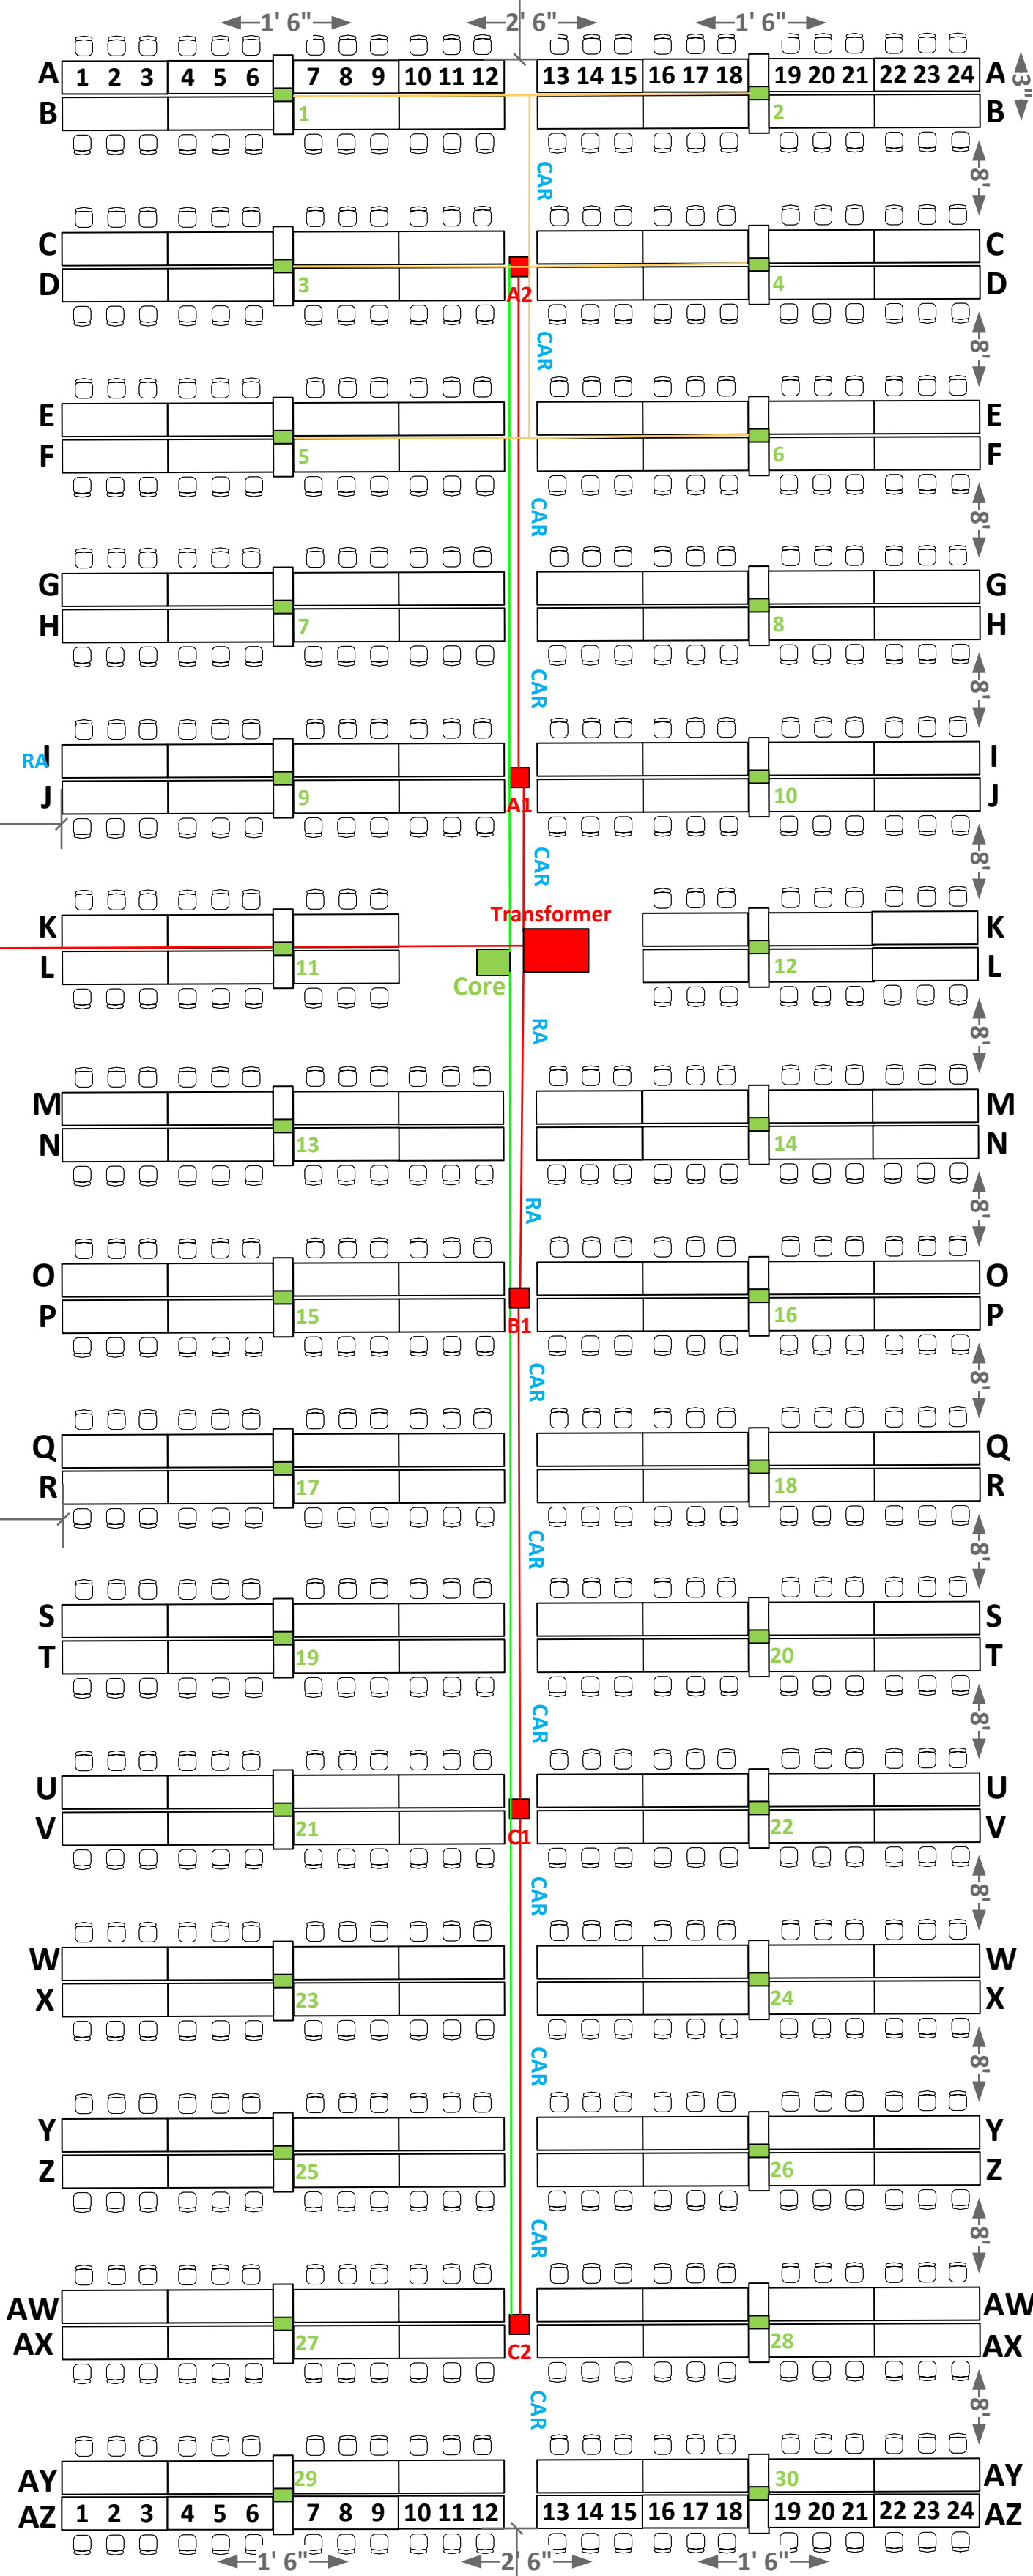 1' 6" 2' 6" 1' 6"
A 1 2 3 4 5 6 7 8 9 10 11 12 13 14 15 16 17 18 19 20 21 22 23 24 A 3"
B 1 2 B
CAR 8'
C C
D 3 A2 4 D
CAR 8'
E E
F 5 6 F
CAR 8'
G G
H 7 8 H
CAR 8'
RA I I
J 9 A1 10 J
CAR 8'
Transformer
K K
L 11 Core 12 L
RA 8'
M M
N 13 14 N
RA 8'
O O
P 15 B1 16 P
CAR 8'
Q Q
R 17 18 R
CAR 8'
S S
T 19 20 T
CAR 8'
U U
V 21 C1 22 V
CAR 8'
W W
X 23 24 X
CAR 8'
Y Y
Z 25 26 Z
CAR 8'
AW AW
AX 27 C2 28 AX
CAR 8'
AY 29 30 AY
AZ 1 2 3 4 5 6 7 8 9 10 11 12 13 14 15 16 17 18 19 20 21 22 23 24 AZ
1' 6" 2' 6" 1' 6"